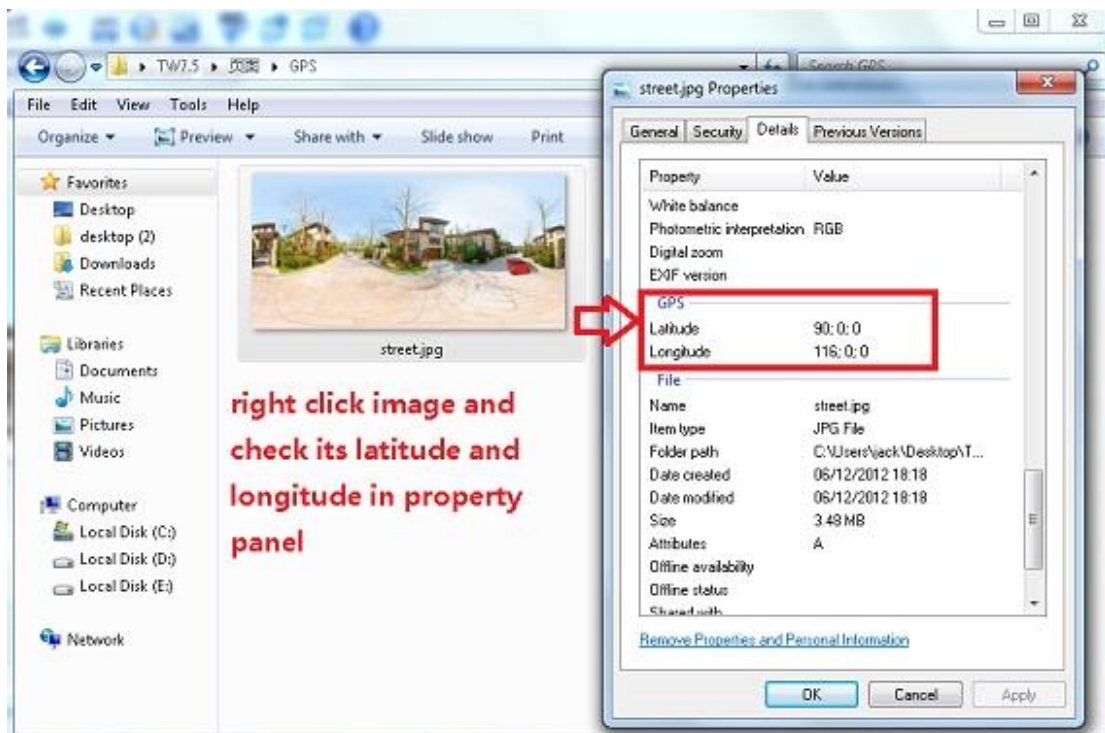 TW7.5 ▸ 页面 ▸ GPS
Search GPS
File Edit View Tools Help
Organize Preview Share with Slide show Print
Favorites
Desktop
desktop (2)
Downloads
Recent Places
Libraries
Documents
Music
Pictures
Videos
Computer
Local Disk (C:)
Local Disk (D:)
Local Disk (E:)
Network
street.jpg
right click image and
check its latitude and
longitude in property
panel
street.jpg Properties
General Security Details Previous Versions
Property Value
White balance
Photometric interpretation RGB
Digital zoom
EXIF version
GPS
Latitude 90; 0; 0
Longitude 116; 0; 0
File
Name street.jpg
Item type JPG File
Folder path C:\Users\jack\Desktop\T...
Date created 06/12/2012 18:18
Date modified 06/12/2012 18:18
Size 3.48 MB
Attributes A
Offline availability
Offline status
Shared with
Remove Properties and Personal Information
OK Cancel Apply